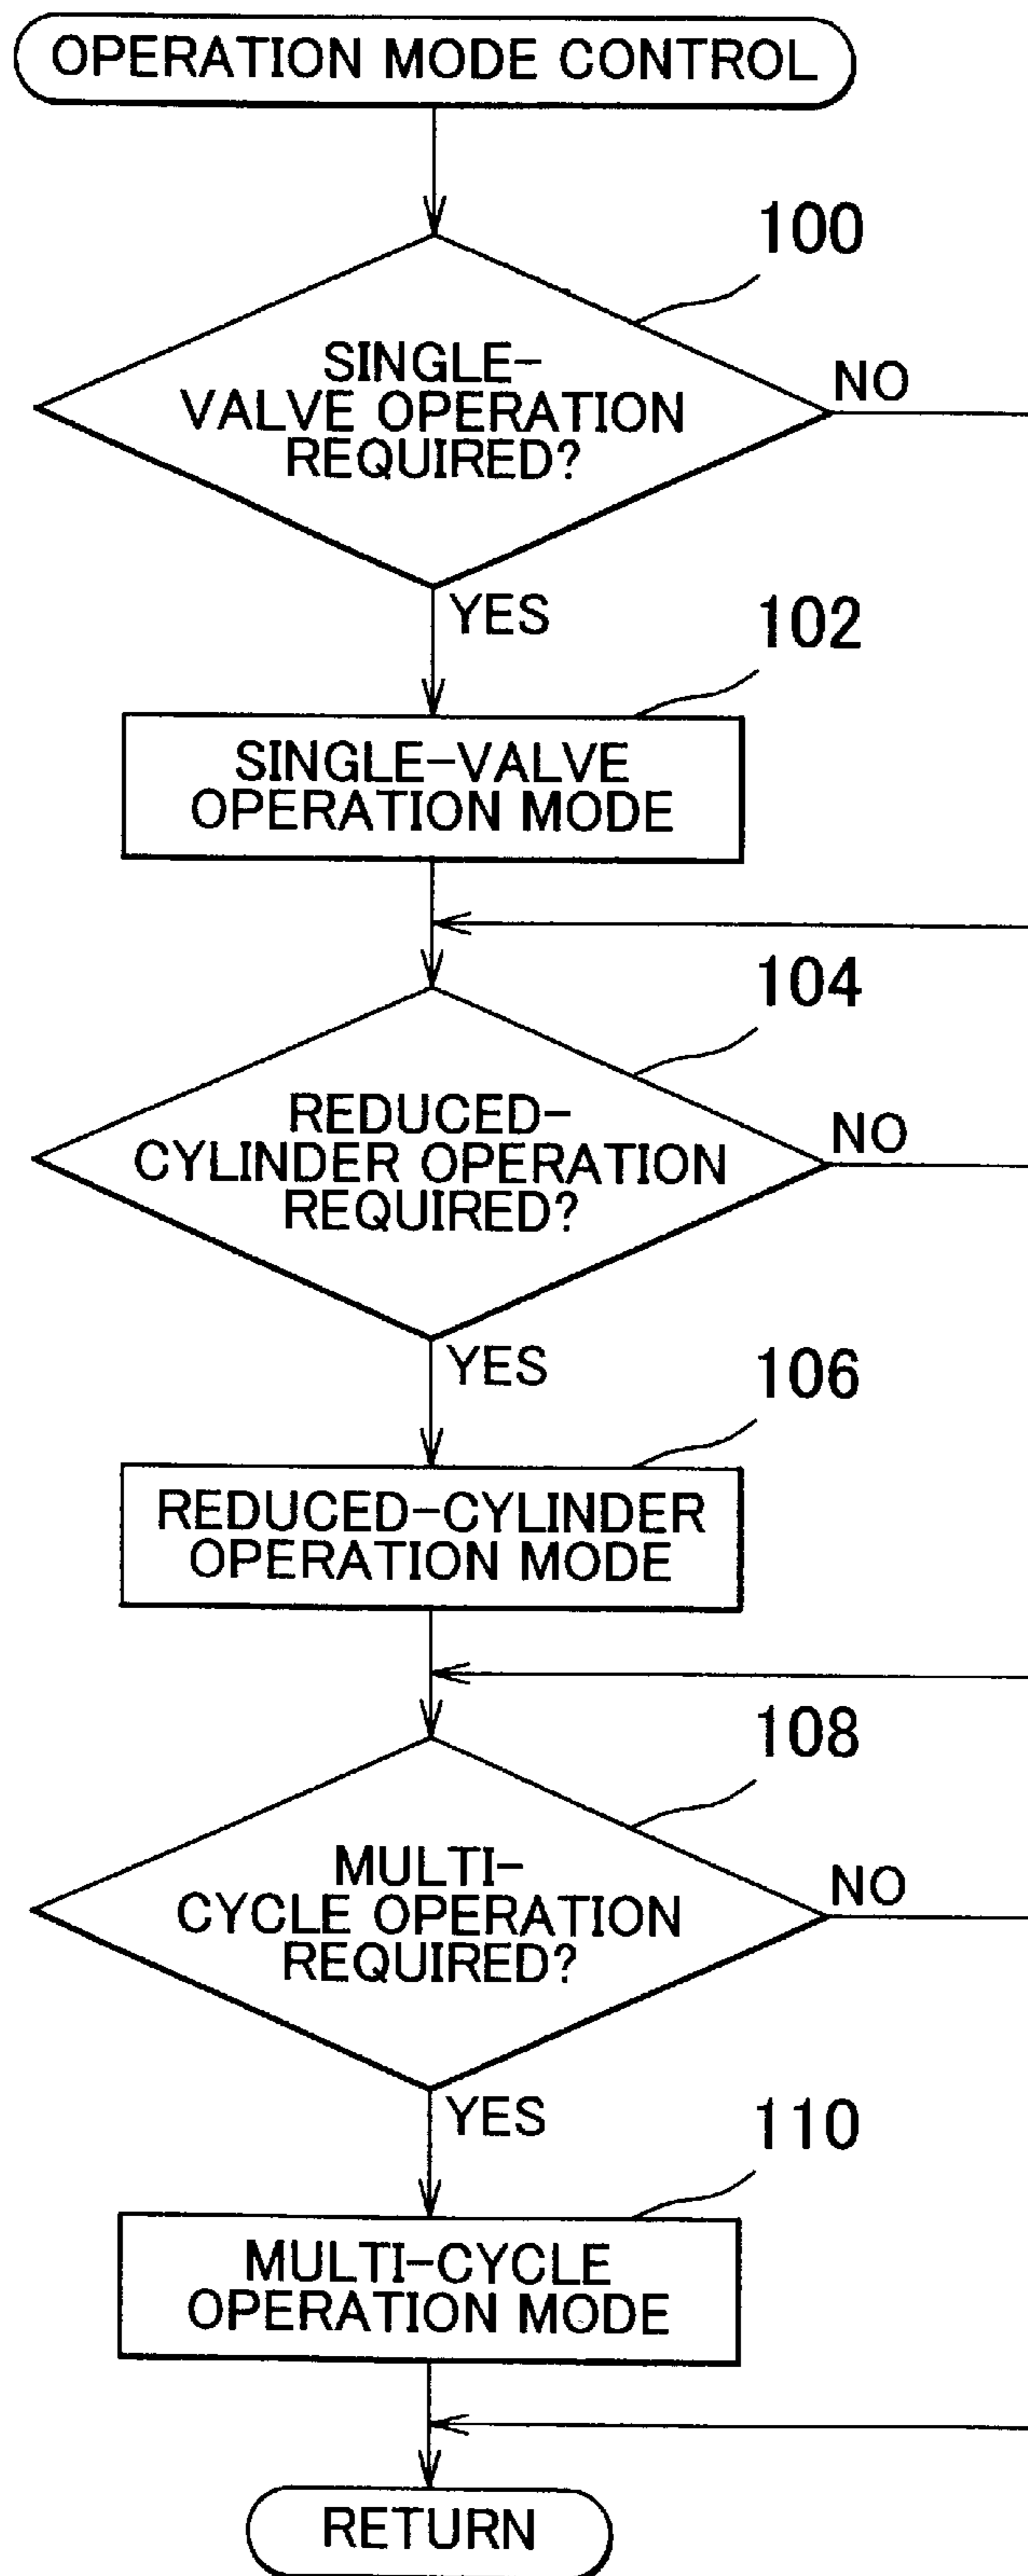 OPERATION MODE CONTROL
100
SINGLE-
VALVE OPERATION
REQUIRED?
NO
YES
102
SINGLE-VALVE
OPERATION MODE
104
REDUCED-
CYLINDER OPERATION
REQUIRED?
NO
YES
106
REDUCED-CYLINDER
OPERATION MODE
108
MULTI-
CYCLE OPERATION
REQUIRED?
NO
YES
110
MULTI-CYCLE
OPERATION MODE
RETURN